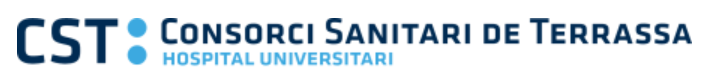 CST: CONSORCI SANITARI DE TERRASSA
HOSPITAL UNIVERSITARI